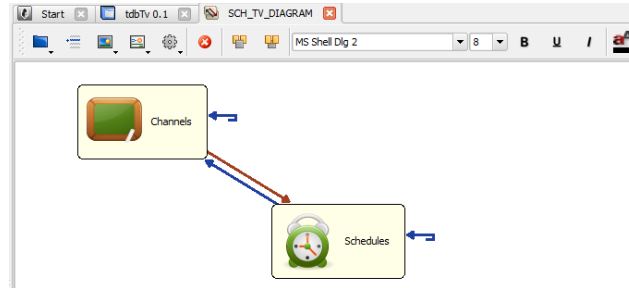 Start tdbTv 0.1 SCH_TV_DIAGRAM
MS Shell Dlg 2 8 B U I a
Channels
Schedules